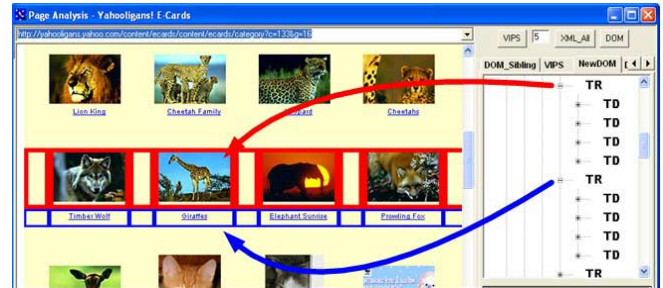 Page Analysis - Yahooligans! E-Cards
http://yahooligans.yahoo.com/content/ecards/content/ecards/category?c=133&g=16
VIPS 5 XML_All DOM
DOM_Sibling VIPS NewDOM
TR
TD
Lion King Cheetah Family Cheetahs
TD
TD
TD
TR
TD
Timber Wolf Giraffes Elephant Sunrise Prowling Fox
TD
TD
TD
TR